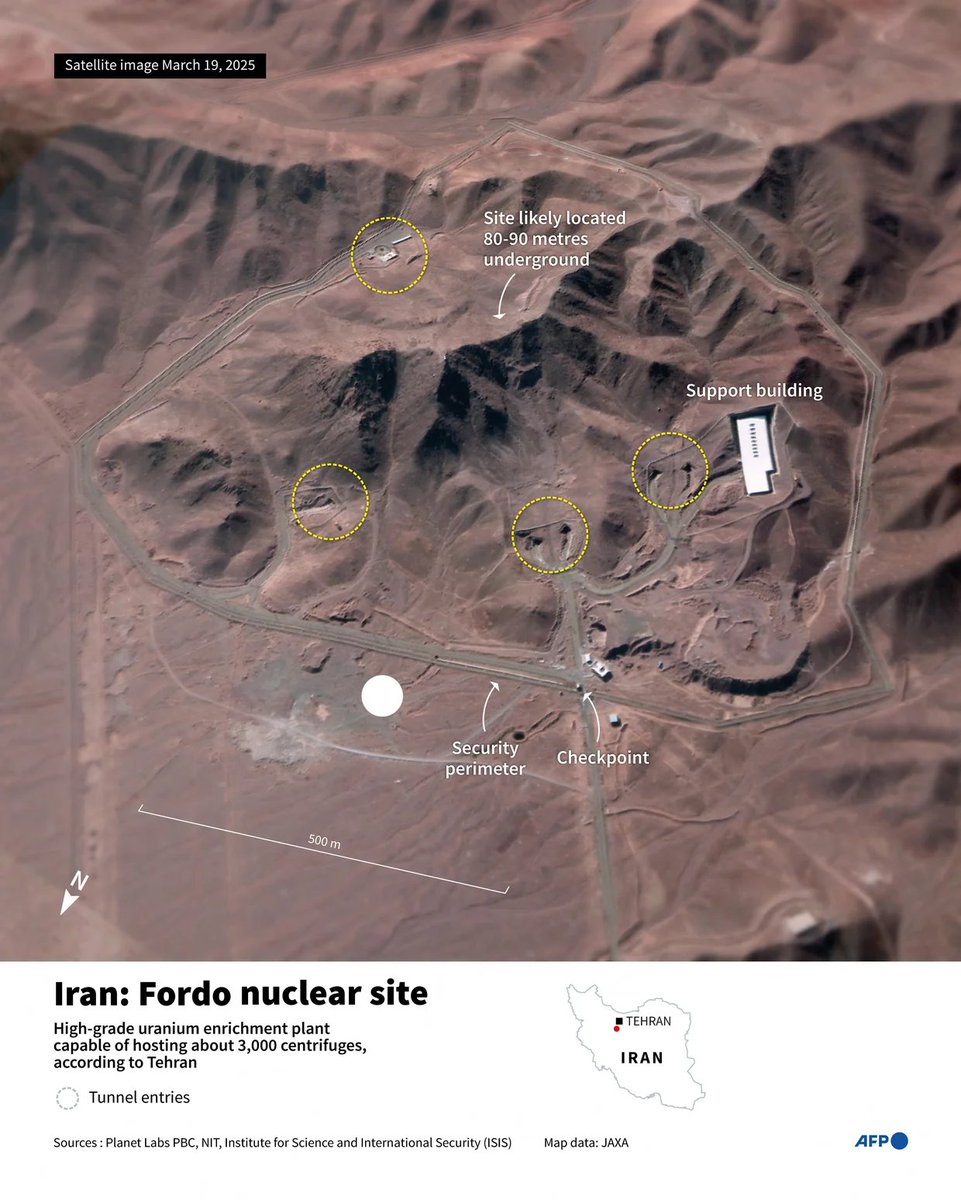 Satellite image March 19, 2025
Site likely located
80-90 metres
underground
Support building
Security
perimeter
Checkpoint
500 m
N
Iran: Fordo nuclear site
High-grade uranium enrichment plant
capable of hosting about 3,000 centrifuges,
according to Tehran
Tunnel entries
TEHRAN
IRAN
Sources : Planet Labs PBC, NIT, Institute for Science and International Security (ISIS)
Map data: JAXA
AFP